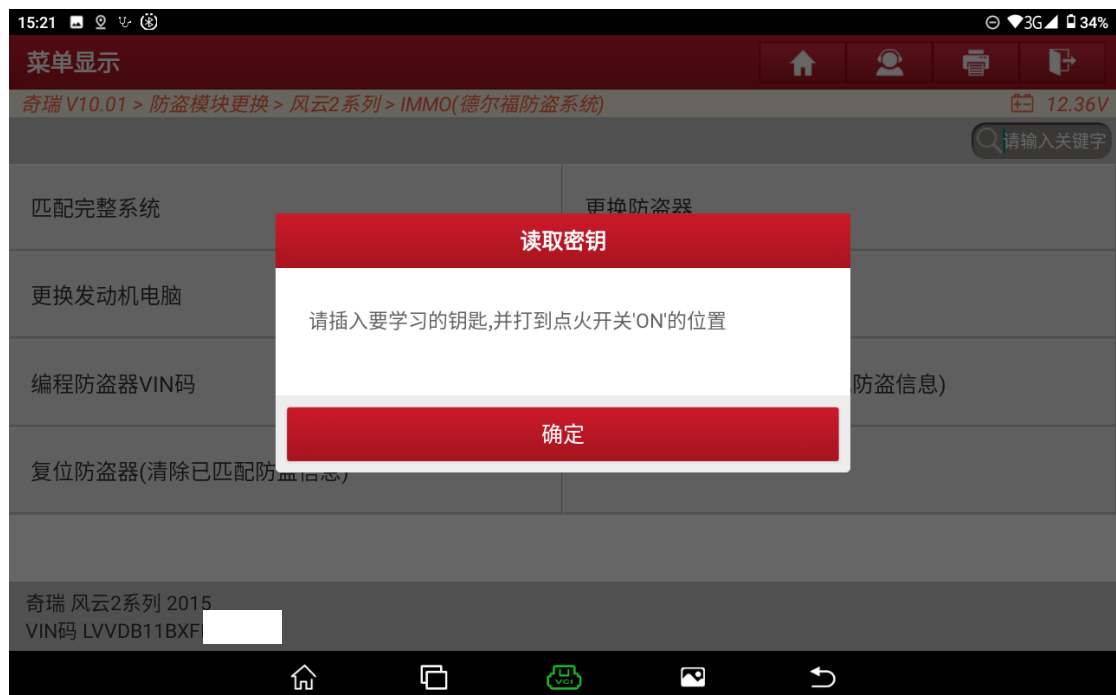 15:21
3G 34%
菜单显示
奇瑞 V10.01 > 防盗模块更换 > 风云2系列 > IMMO(德尔福防盗系统)
12.36V
请输入关键字
匹配完整系统
更换防盗器
读取密钥
更换发动机电脑
请插入要学习的钥匙,并打到点火开关'ON'的位置
编程防盗器VIN码
防盗信息)
确定
复位防盗器(清除已匹配防盗信息)
奇瑞 风云2系列 2015
VIN码 LVVDB11BXF
VCI